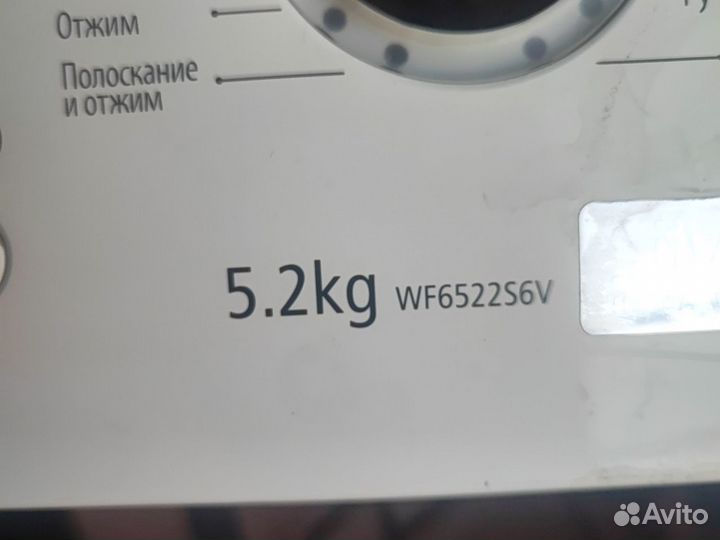 Отжим
Полоскание
и отжим
5.2kg WF6522S6V
Avito